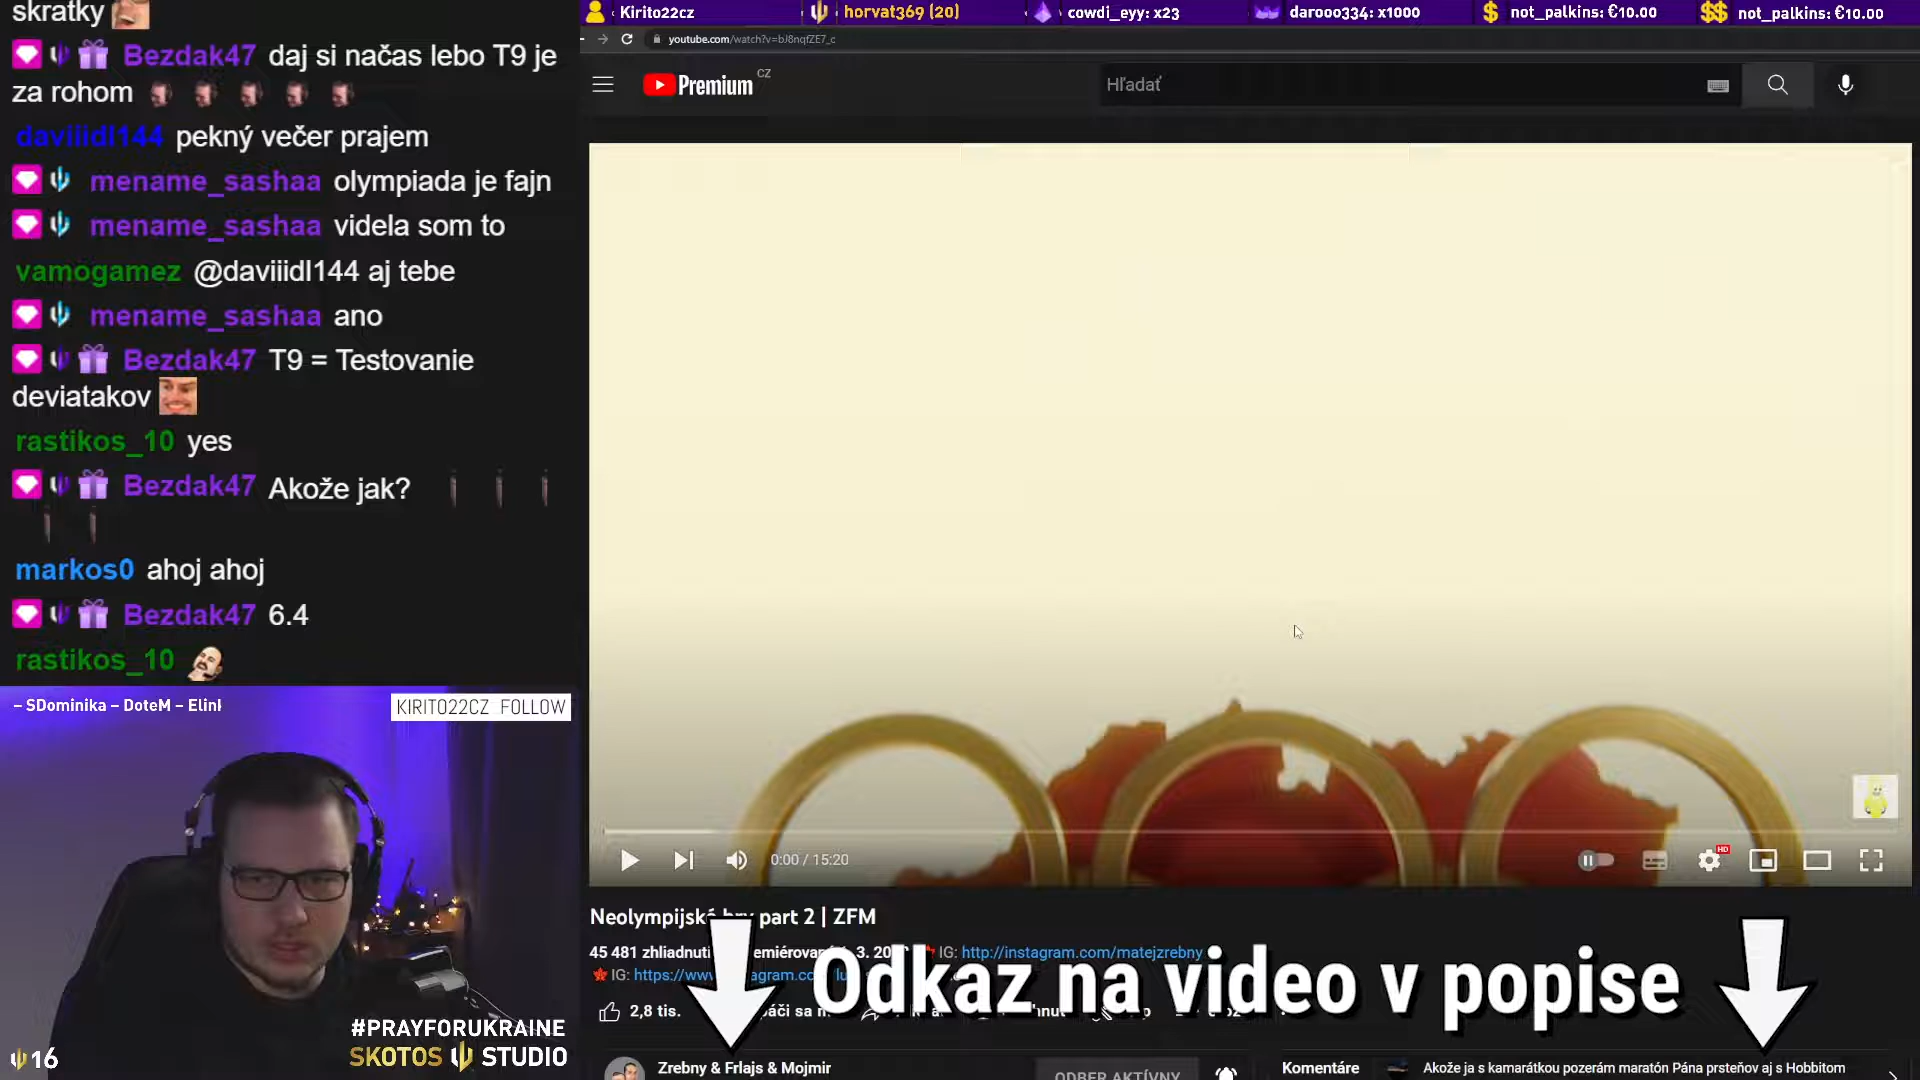 skratky
Bezdak47 daj si načas lebo T9 je
za rohom
daviiidl144 pekný večer prajem
mename_sashaa olympiada je fajn
mename_sashaa videla som to
vamogamez @daviiidl144 aj tebe
mename_sashaa ano
Bezdak47 T9 = Testovanie
deviatakov
rastikos_10 yes
Bezdak47 Akože jak?
markos0 ahoj ahoj
Bezdak47 6.4
rastikos_10
– SDominika – DoteM – Elinl
KIRITO22CZ FOLLOW
#PRAYFORUKRAINE
SKOTOS STUDIO
16
Kirito22cz
horvat369 (20)
cowdi_eyy: x23
darooo334: x1000
not_palkins: €10.00
not_palkins: €10.00
youtube.com/watch?v=bJ8nqfZE7_c
Premium CZ
Hľadať
0:00 / 15:20
HD
Neolympijské hry part 2 | ZFM
45 481 zhliadnutí 3. IG: http://instagram.com/matejzrebny
IG:
2,8 tis.
Odkaz na video v popise
Zrebny & Frlajs & Mojmir
ODBER AKTÍVNY
Komentáre
Akože ja s kamarátkou pozerám maratón Pána prsteňov aj s Hobbitom